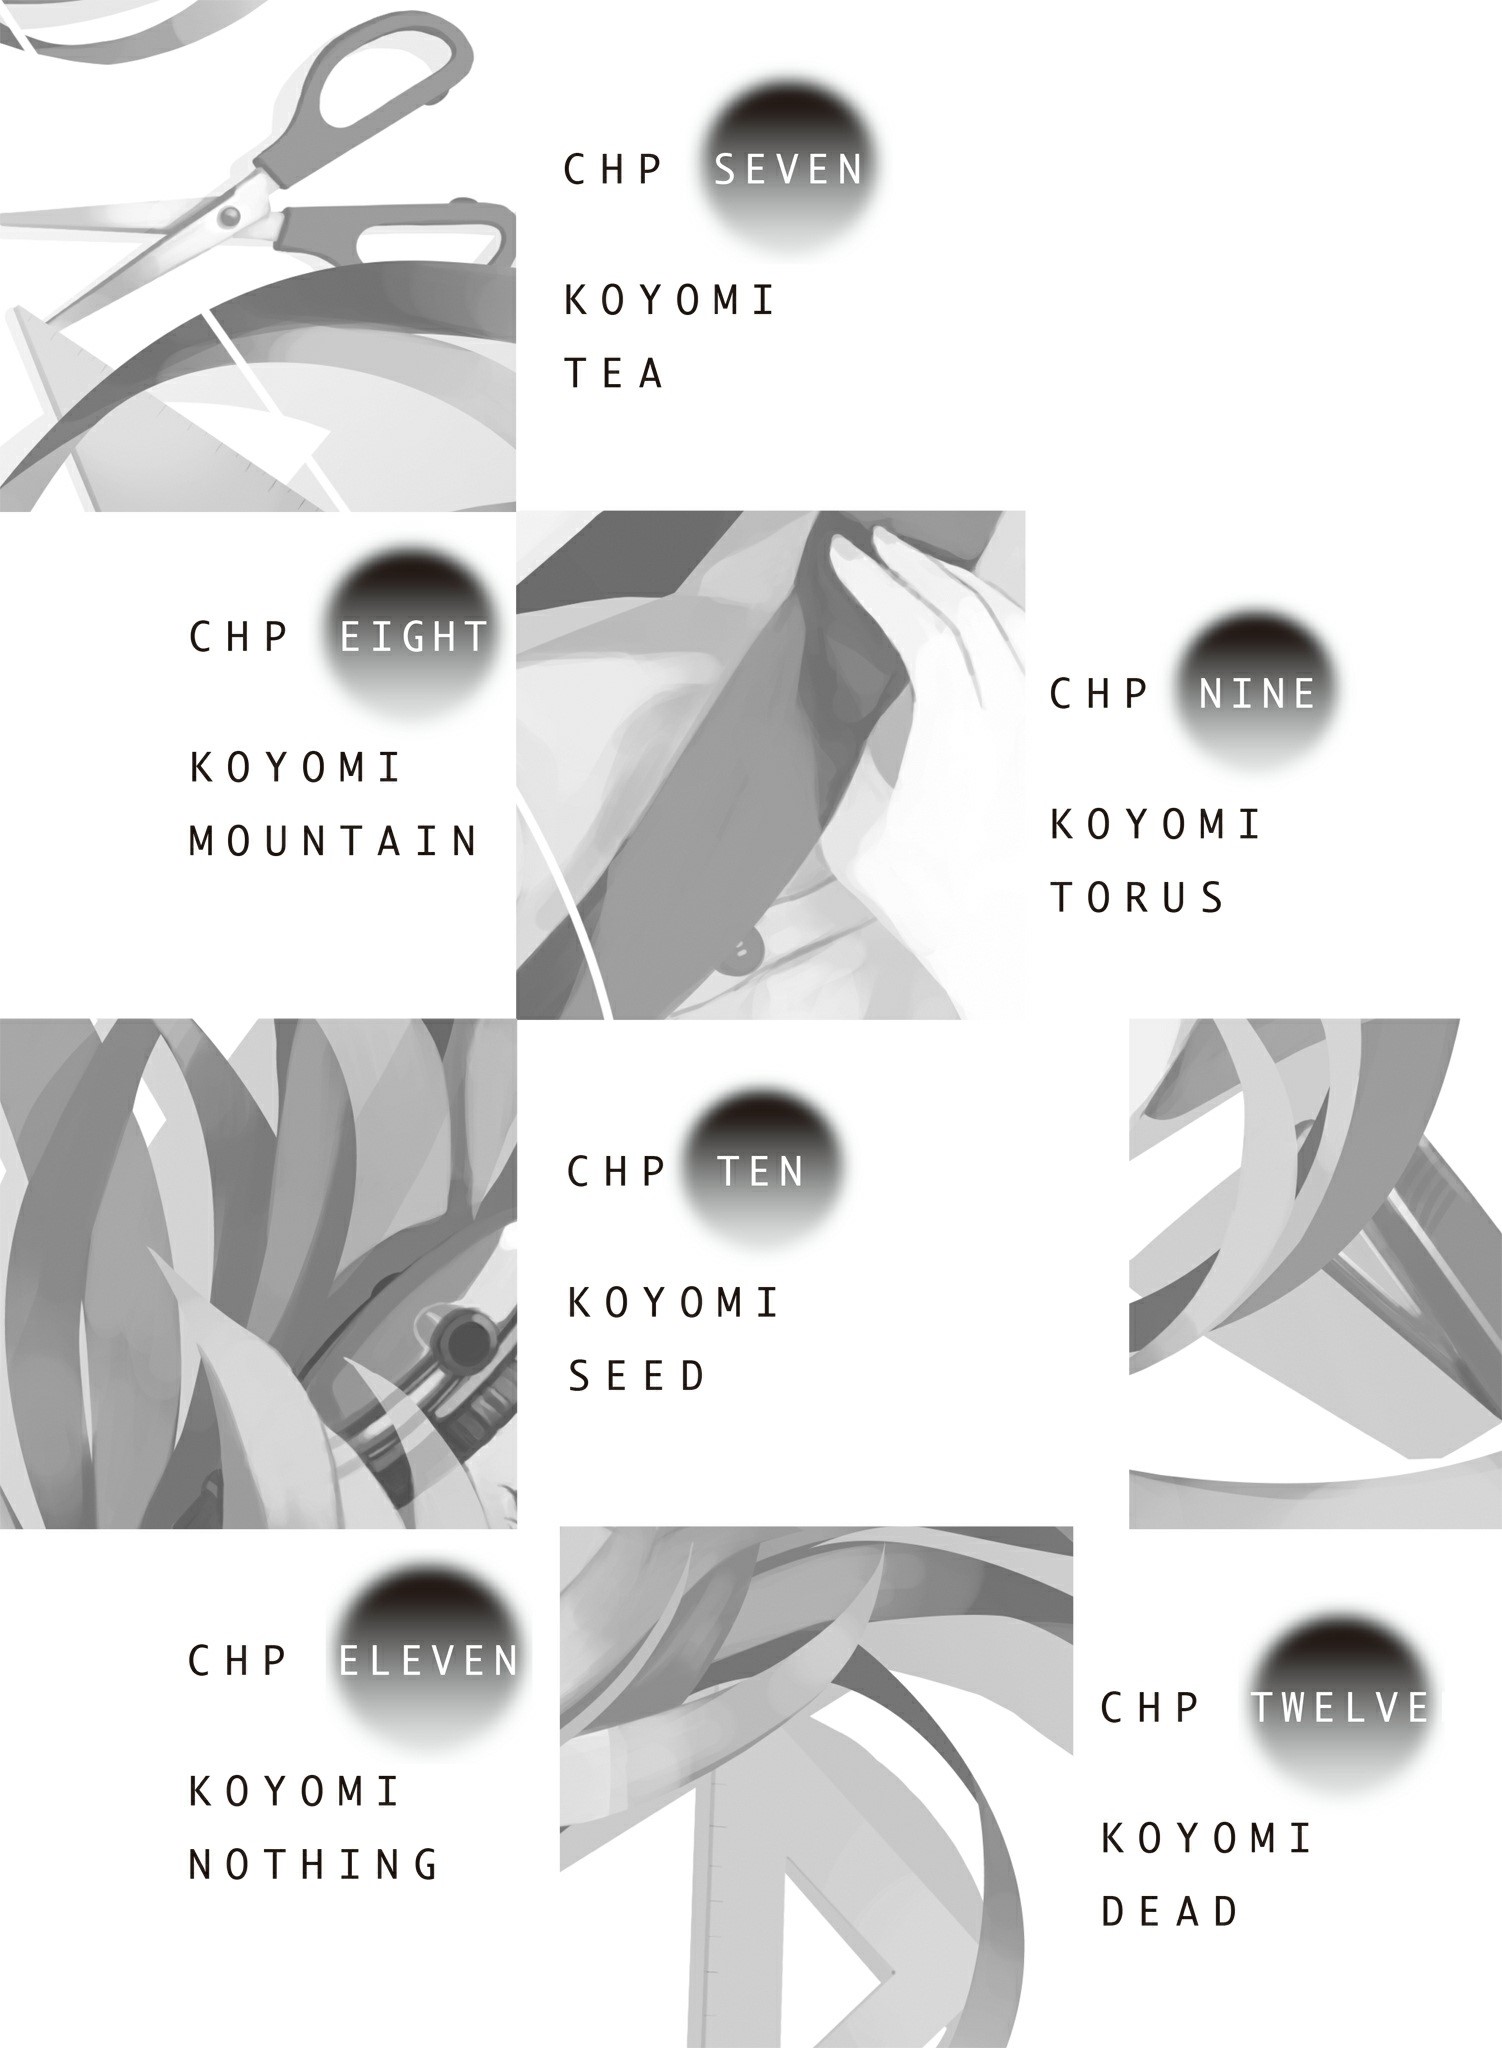 CHP SEVEN
KOYOMI
TEA
CHP EIGHT
KOYOMI
MOUNTAIN
CHP NINE
KOYOMI
TORUS
CHP TEN
KOYOMI
SEED
CHP ELEVEN
KOYOMI
NOTHING
CHP TWELVE
KOYOMI
DEAD